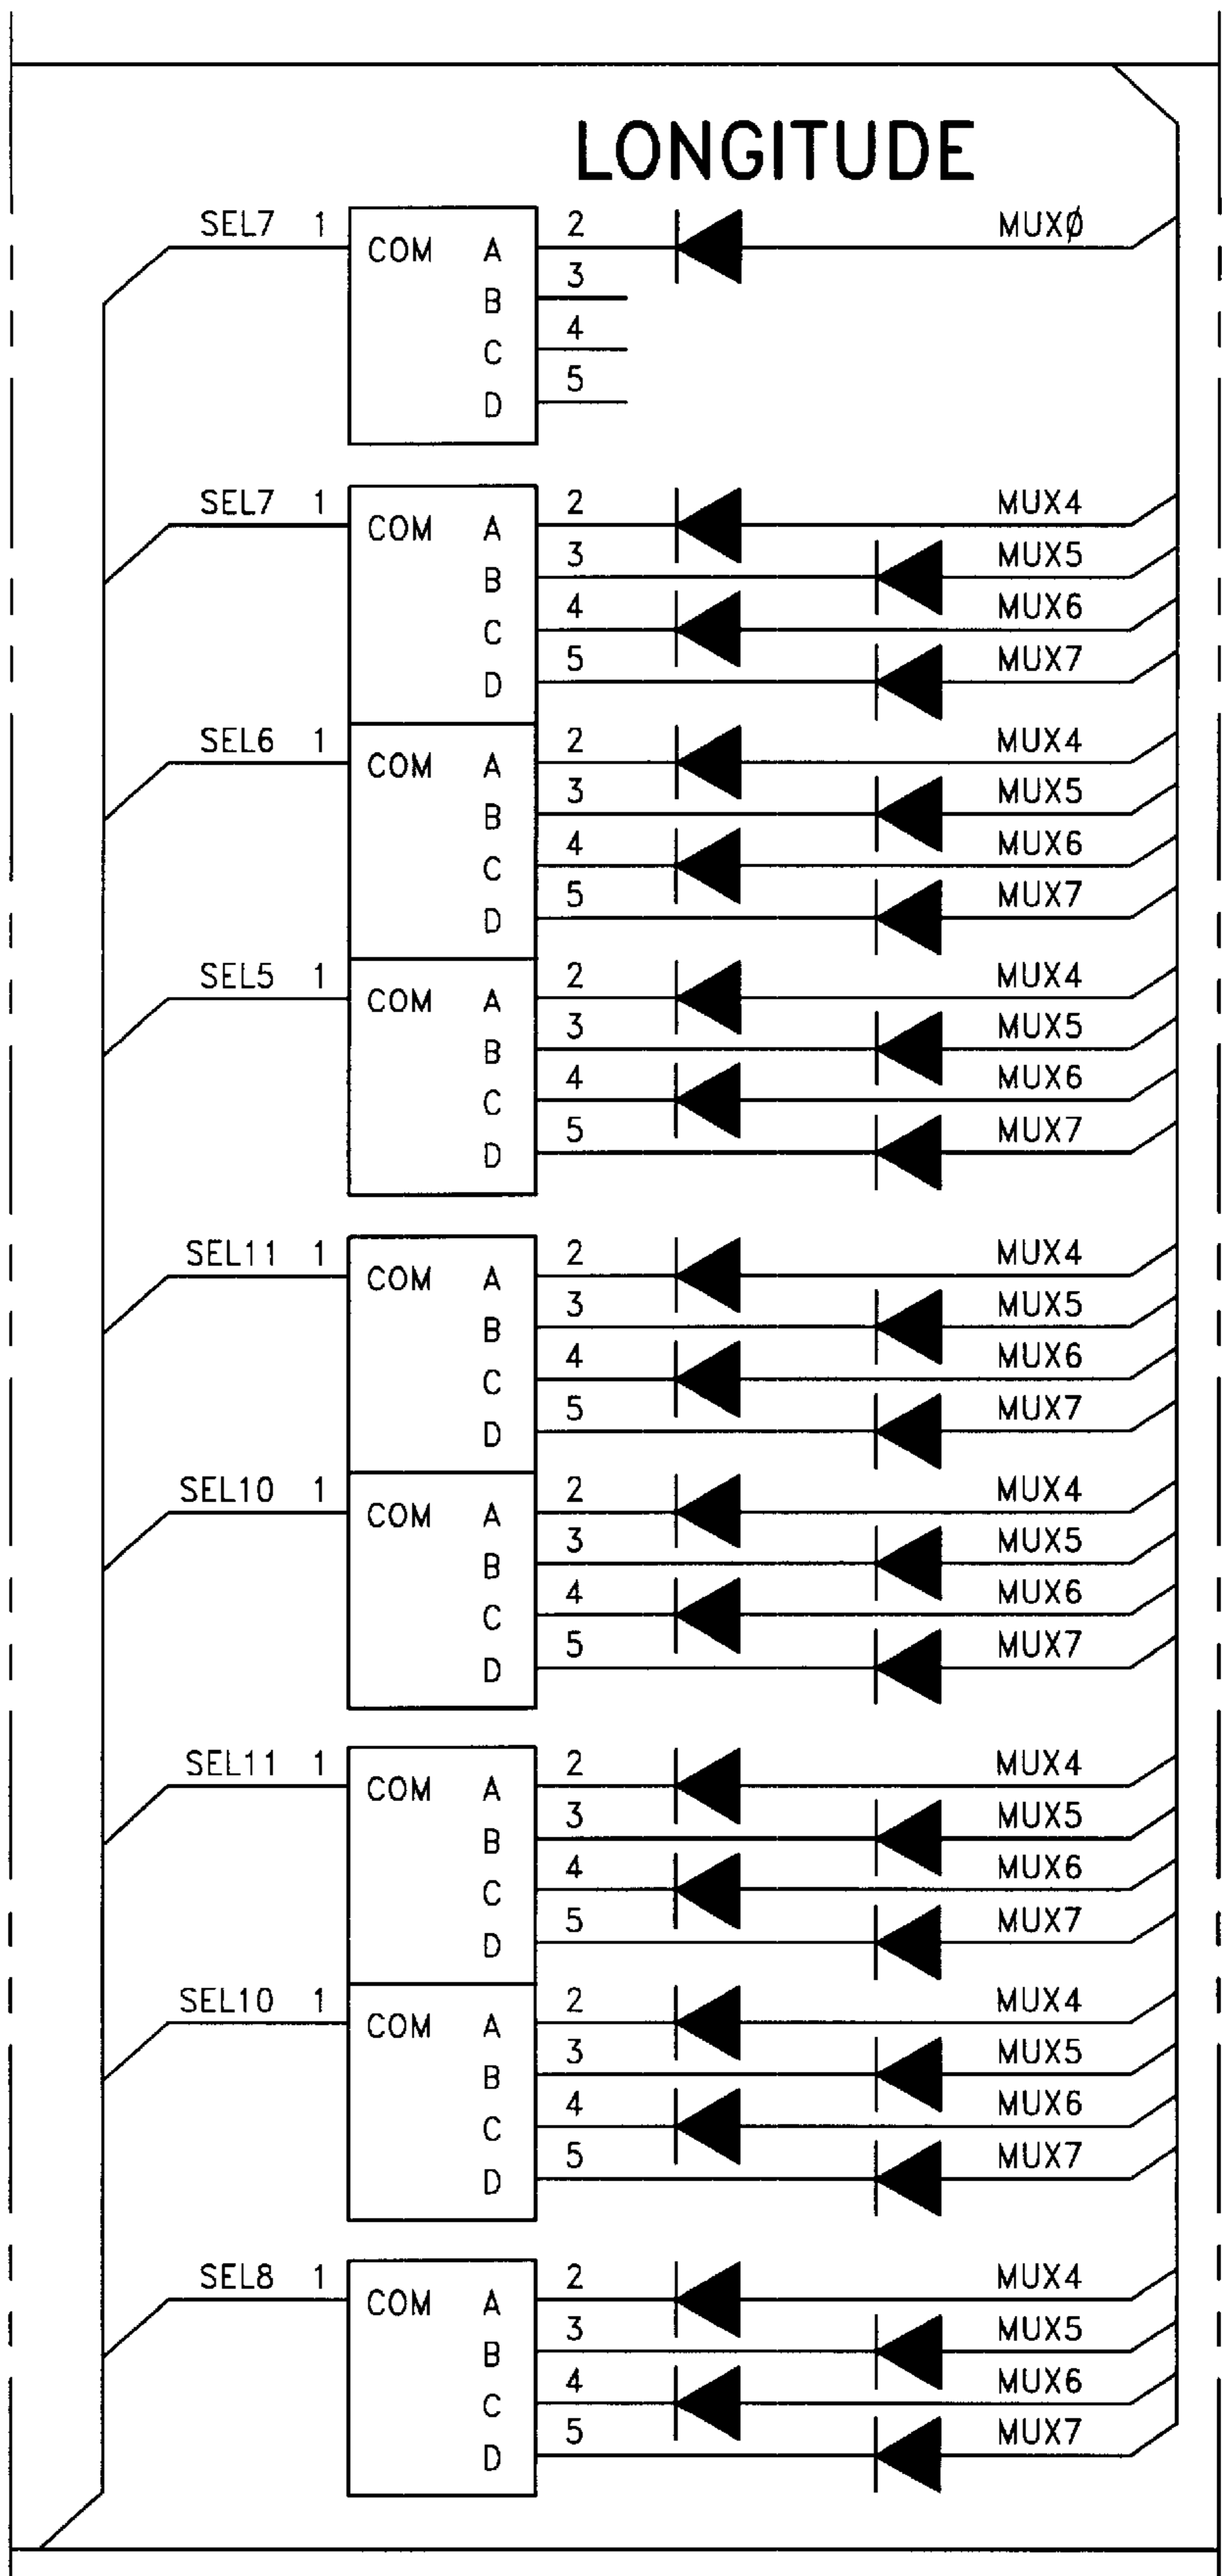 LONGITUDE
SEL7 1 COM A 2 MUXØ
B 3
C 4
D 5
SEL7 1 COM A 2 MUX4
B 3 MUX5
C 4 MUX6
D 5 MUX7
SEL6 1 COM A 2 MUX4
B 3 MUX5
C 4 MUX6
D 5 MUX7
SEL5 1 COM A 2 MUX4
B 3 MUX5
C 4 MUX6
D 5 MUX7
SEL11 1 COM A 2 MUX4
B 3 MUX5
C 4 MUX6
D 5 MUX7
SEL10 1 COM A 2 MUX4
B 3 MUX5
C 4 MUX6
D 5 MUX7
SEL11 1 COM A 2 MUX4
B 3 MUX5
C 4 MUX6
D 5 MUX7
SEL10 1 COM A 2 MUX4
B 3 MUX5
C 4 MUX6
D 5 MUX7
SEL8 1 COM A 2 MUX4
B 3 MUX5
C 4 MUX6
D 5 MUX7